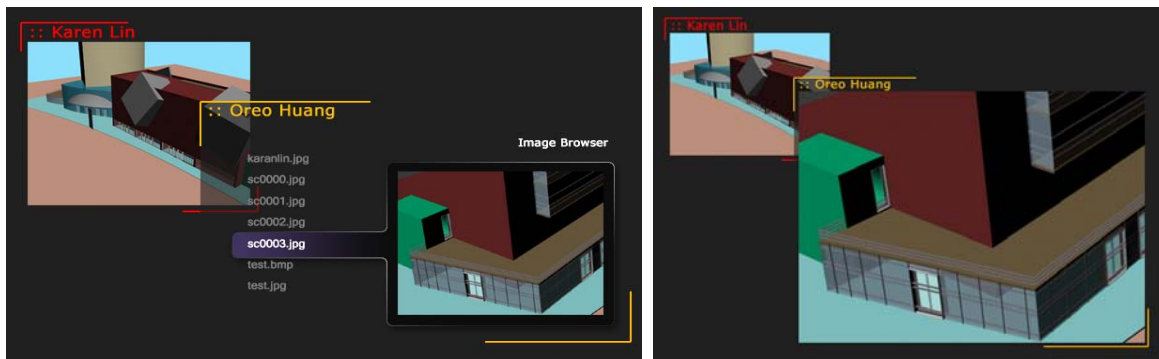 :: Karen Lin
:: Oreo Huang
Image Browser
karanlin.jpg
sc0000.jpg
sc0001.jpg
sc0002.jpg
sc0003.jpg
test.bmp
test.jpg
:: Karen Lin
:: Oreo Huang